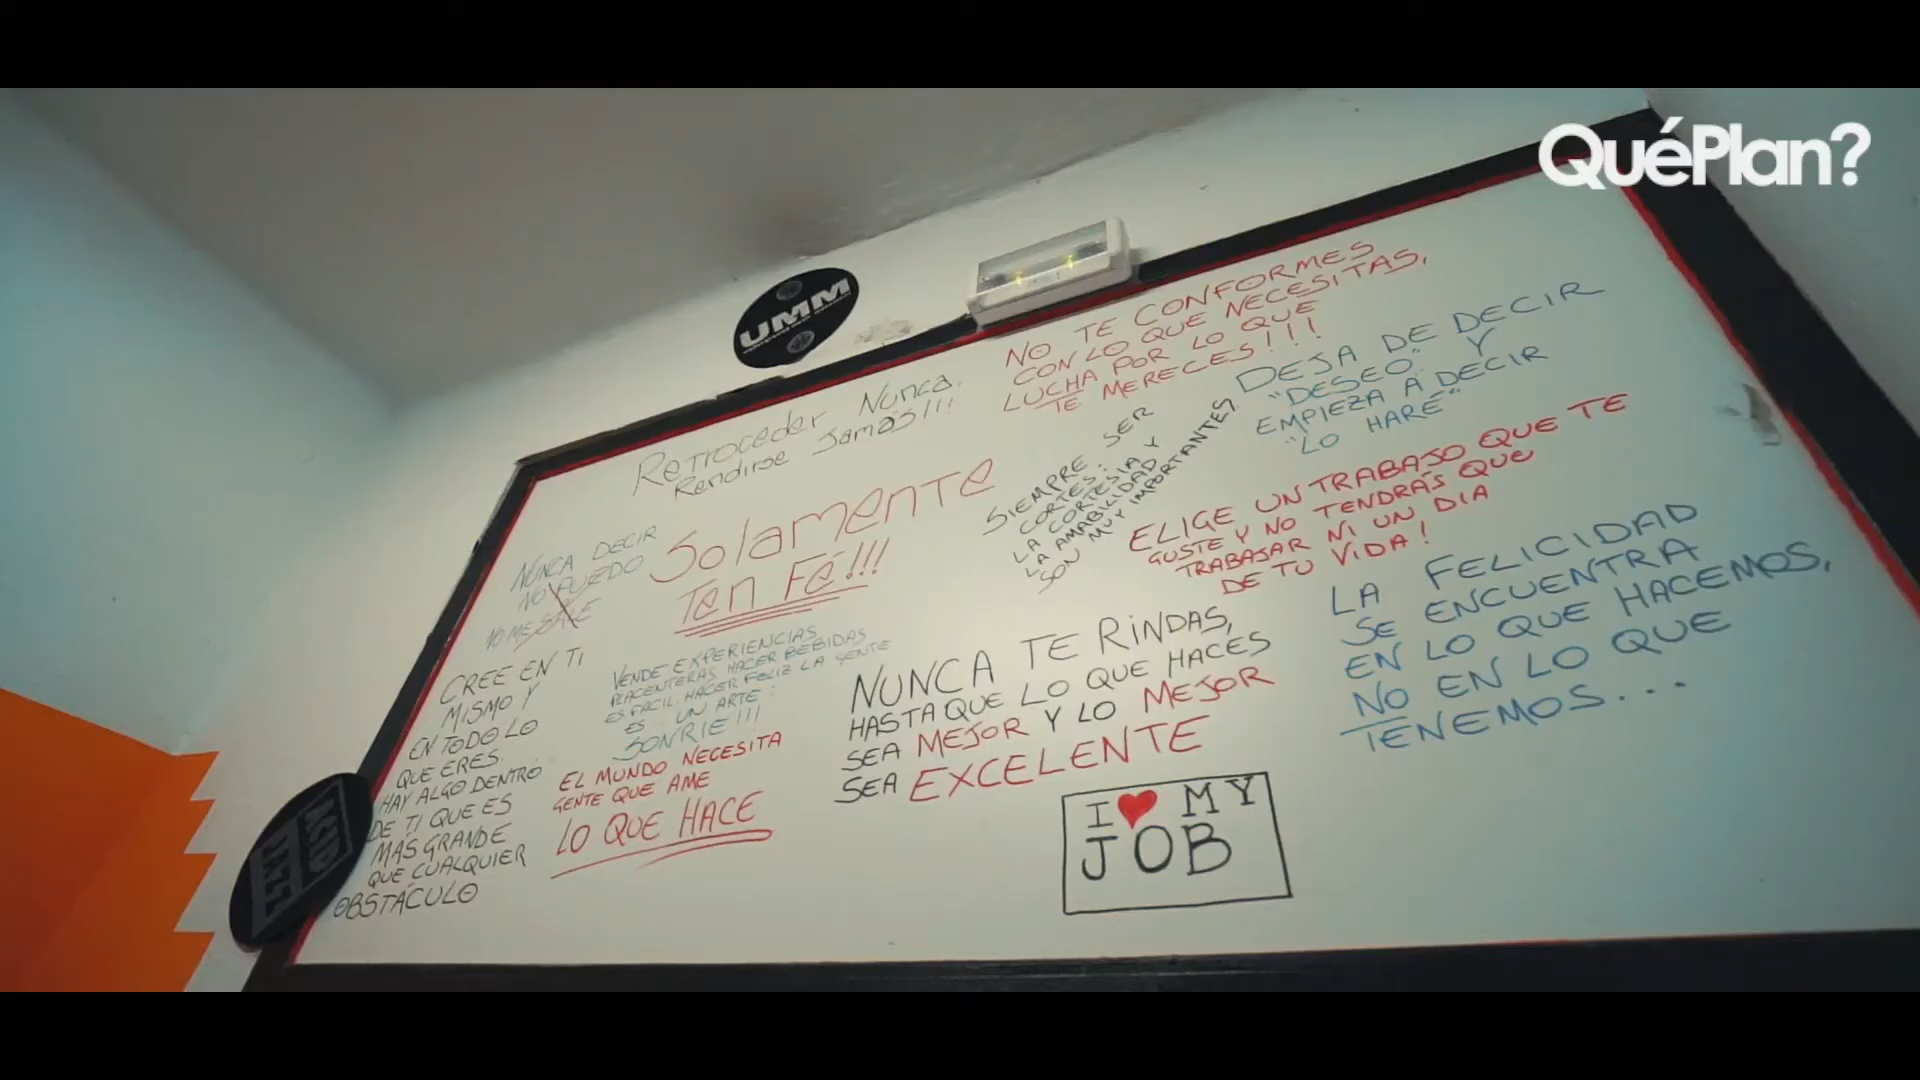 QuéPlan?
UMM
Retroceder Nunca,
Rendirse Jamás!!!
NO TE CONFORMES
CON LO QUE NECESITAS,
LUCHA POR LO QUE
TE MERECES!!!
DEJA DE DECIR
"DESEO" Y
EMPIEZA A DECIR
"LO HARÉ"
Solamente
Ten Fé!!!
SIEMPRE SER
CORTES:
LA CORTESIA Y
LA AMABILIDAD
SON MUY IMPORTANTES
ELIGE UN TRABAJO QUE TE
GUSTE Y NO TENDRÁS QUE
TRABAJAR NI UN DIA
DE TU VIDA!
NUNCA DECIR
NO PUEDO
NO ME SALE
LA FELICIDAD
SE ENCUENTRA
EN LO QUE HACEMOS,
NO EN LO QUE
TENEMOS...
CREE EN TI
MISMO Y
EN TODO LO
QUE ERES.
HAY ALGO DENTRO
DE TI QUE ES
MÁS GRANDE
QUE CUALQUIER
OBSTÁCULO
VENDE EXPERIENCIAS
PLACENTERAS, HACER BEBIDAS
ES FACIL. HACER FELIZ LA GENTE
ES.. UN ARTE:
SONRIE!!!
EL MUNDO NECESITA
GENTE QUE AME
LO QUE HACE
NUNCA TE RINDAS,
HASTA QUE LO QUE HACES
SEA MEJOR Y LO MEJOR
SEA EXCELENTE
I MY
JOB